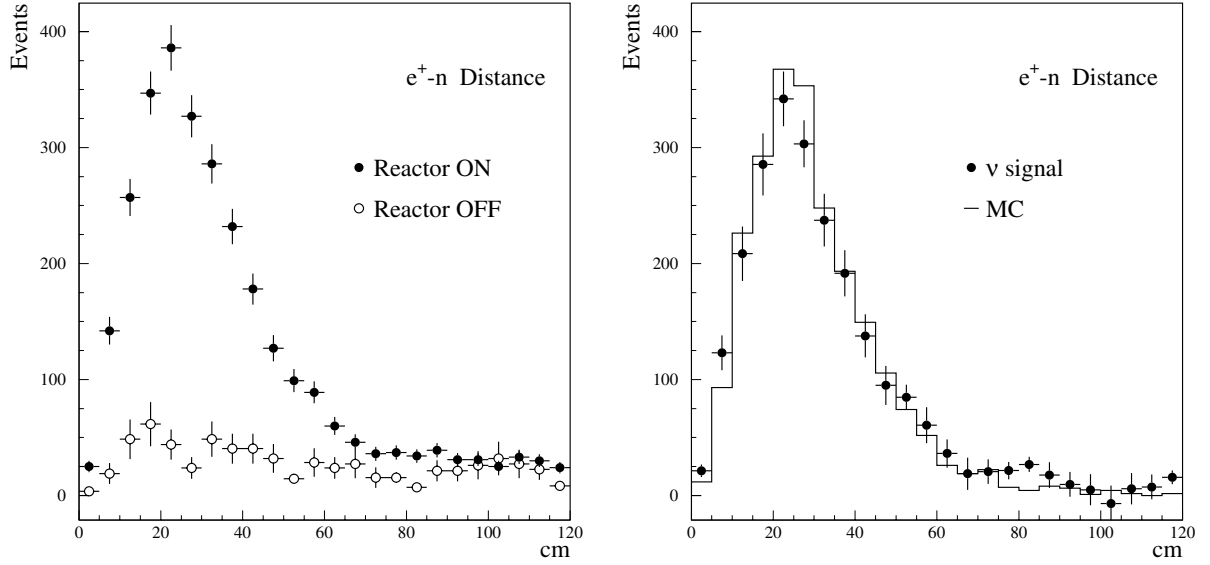 Events
400
300
200
100
0
e⁺-n Distance
● Reactor ON
○ Reactor OFF
0 20 40 60 80 100 120
cm
Events
400
300
200
100
0
e⁺-n Distance
● ν signal
— MC
0 20 40 60 80 100 120
cm